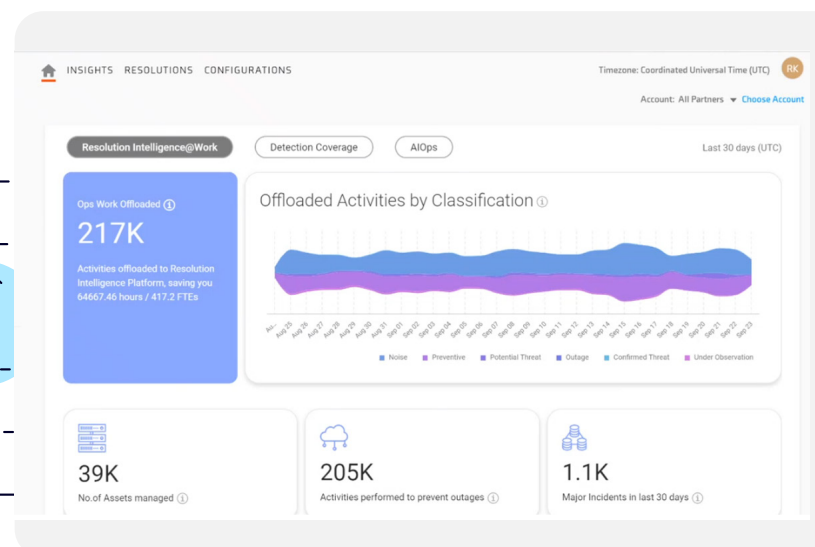 INSIGHTS RESOLUTIONS CONFIGURATIONS
Timezone: Coordinated Universal Time (UTC) RK
Account: All Partners Choose Account
Resolution Intelligence@Work Detection Coverage AIOps Last 30 days (UTC)
Ops Work Offloaded
217K
Activities offloaded to Resolution
Intelligence Platform, saving you
64667.46 hours / 417.2 FTEs
Offloaded Activities by Classification
Au... Aug 25 Aug 26 Aug 27 Aug 28 Aug 29 Aug 30 Aug 31 Sep 01 Sep 02 Sep 03 Sep 04 Sep 05 Sep 06 Sep 07 Sep 08 Sep 09 Sep 10 Sep 11 Sep 12 Sep 13 Sep 14 Sep 15 Sep 16 Sep 17 Sep 18 Sep 19 Sep 20 Sep 21 Sep 22 Sep 23
Noise Preventive Potential Threat Outage Confirmed Threat Under Observation
39K
No.of Assets managed
205K
Activities performed to prevent outages
1.1K
Major Incidents in last 30 days